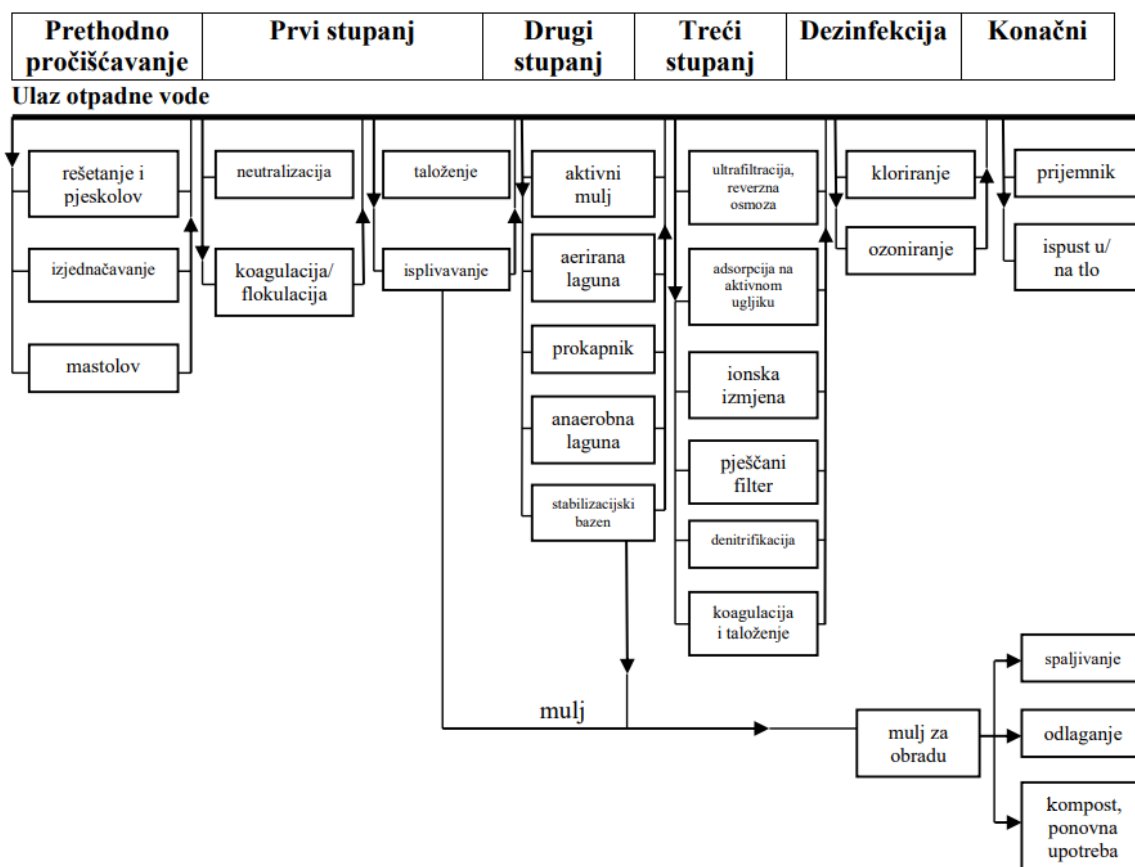 Prethodno
pročišćavanje
Prvi stupanj
Drugi
stupanj
Treći
stupanj
Dezinfekcija
Konačni
Ulaz otpadne vode
rešetanje i
pjeskolov
izjednačavanje
mastolov
neutralizacija
koagulacija/
flokulacija
taloženje
isplivavanje
aktivni
mulj
aerirana
laguna
prokapnik
anaerobna
laguna
stabilizacijski
bazen
ultrafiltracija,
reverzna
osmoza
adsorpcija na
aktivnom
ugljiku
ionska
izmjena
pješčani
filter
denitrifikacija
koagulacija
i taloženje
kloriranje
ozoniranje
prijemnik
ispust u/
na tlo
mulj
mulj za
obradu
spaljivanje
odlaganje
kompost,
ponovna
upotreba